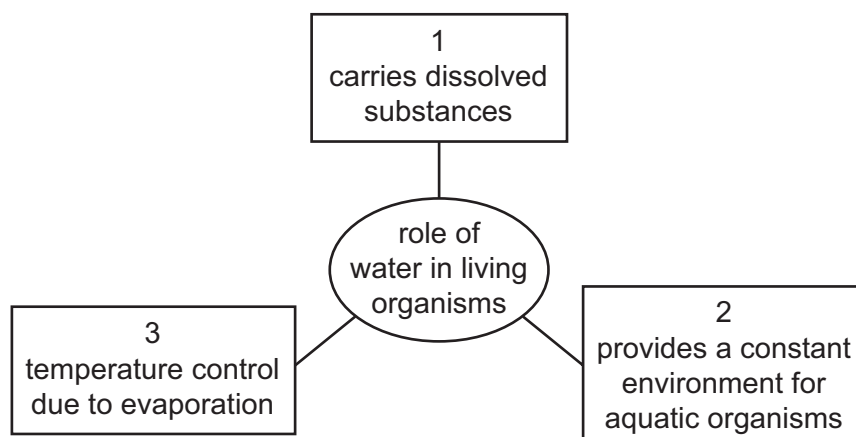 1
carries dissolved
substances
role of
water in living
organisms
3
temperature control
due to evaporation
2
provides a constant
environment for
aquatic organisms